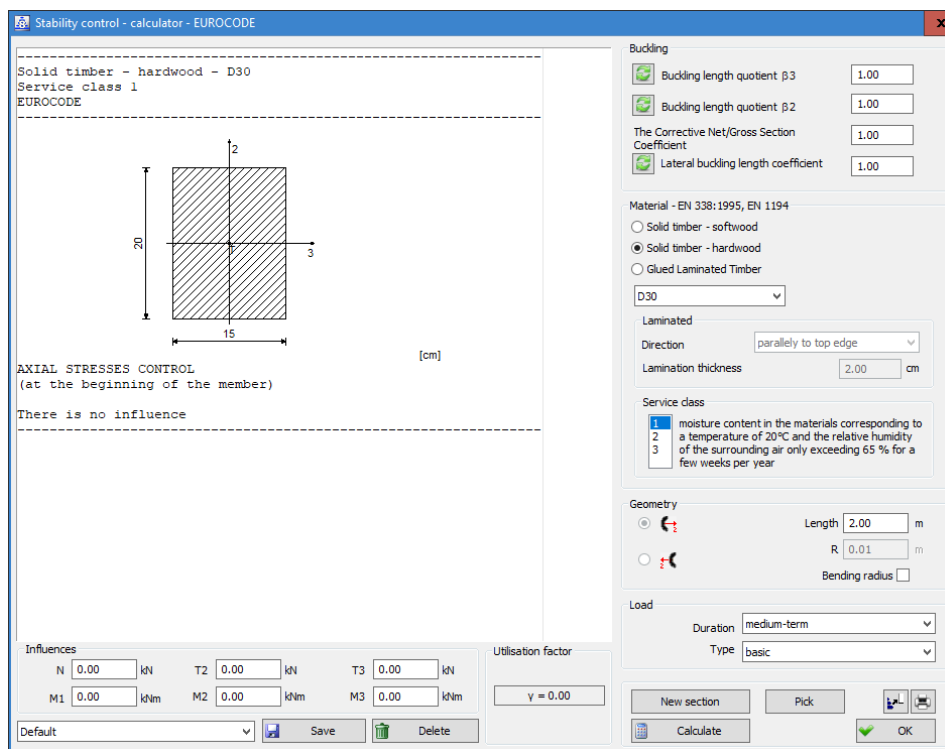 Stability control - calculator - EUROCODE
x
Solid timber - hardwood - D30
Service class 1
EUROCODE
2
20
T
3
15
[cm]
AXIAL STRESSES CONTROL
(at the beginning of the member)
There is no influence
Influences
N 0.00 kN T2 0.00 kN T3 0.00 kN
M1 0.00 kNm M2 0.00 kNm M3 0.00 kNm
Utilisation factor
γ = 0.00
Default Save Delete
Buckling
Buckling length quotient β3 1.00
Buckling length quotient β2 1.00
The Corrective Net/Gross Section
Coefficient 1.00
Lateral buckling length coefficient 1.00
Material - EN 338:1995, EN 1194
Solid timber - softwood
Solid timber - hardwood
Glued Laminated Timber
D30
Laminated
Direction parallely to top edge
Lamination thickness 2.00 cm
Service class
1 moisture content in the materials corresponding to
2 a temperature of 20°C and the relative humidity
3 of the surrounding air only exceeding 65 % for a
few weeks per year
Geometry
2 Length 2.00 m
R 0.01 m
2
Bending radius
Load
Duration medium-term
Type basic
New section Pick
Calculate OK